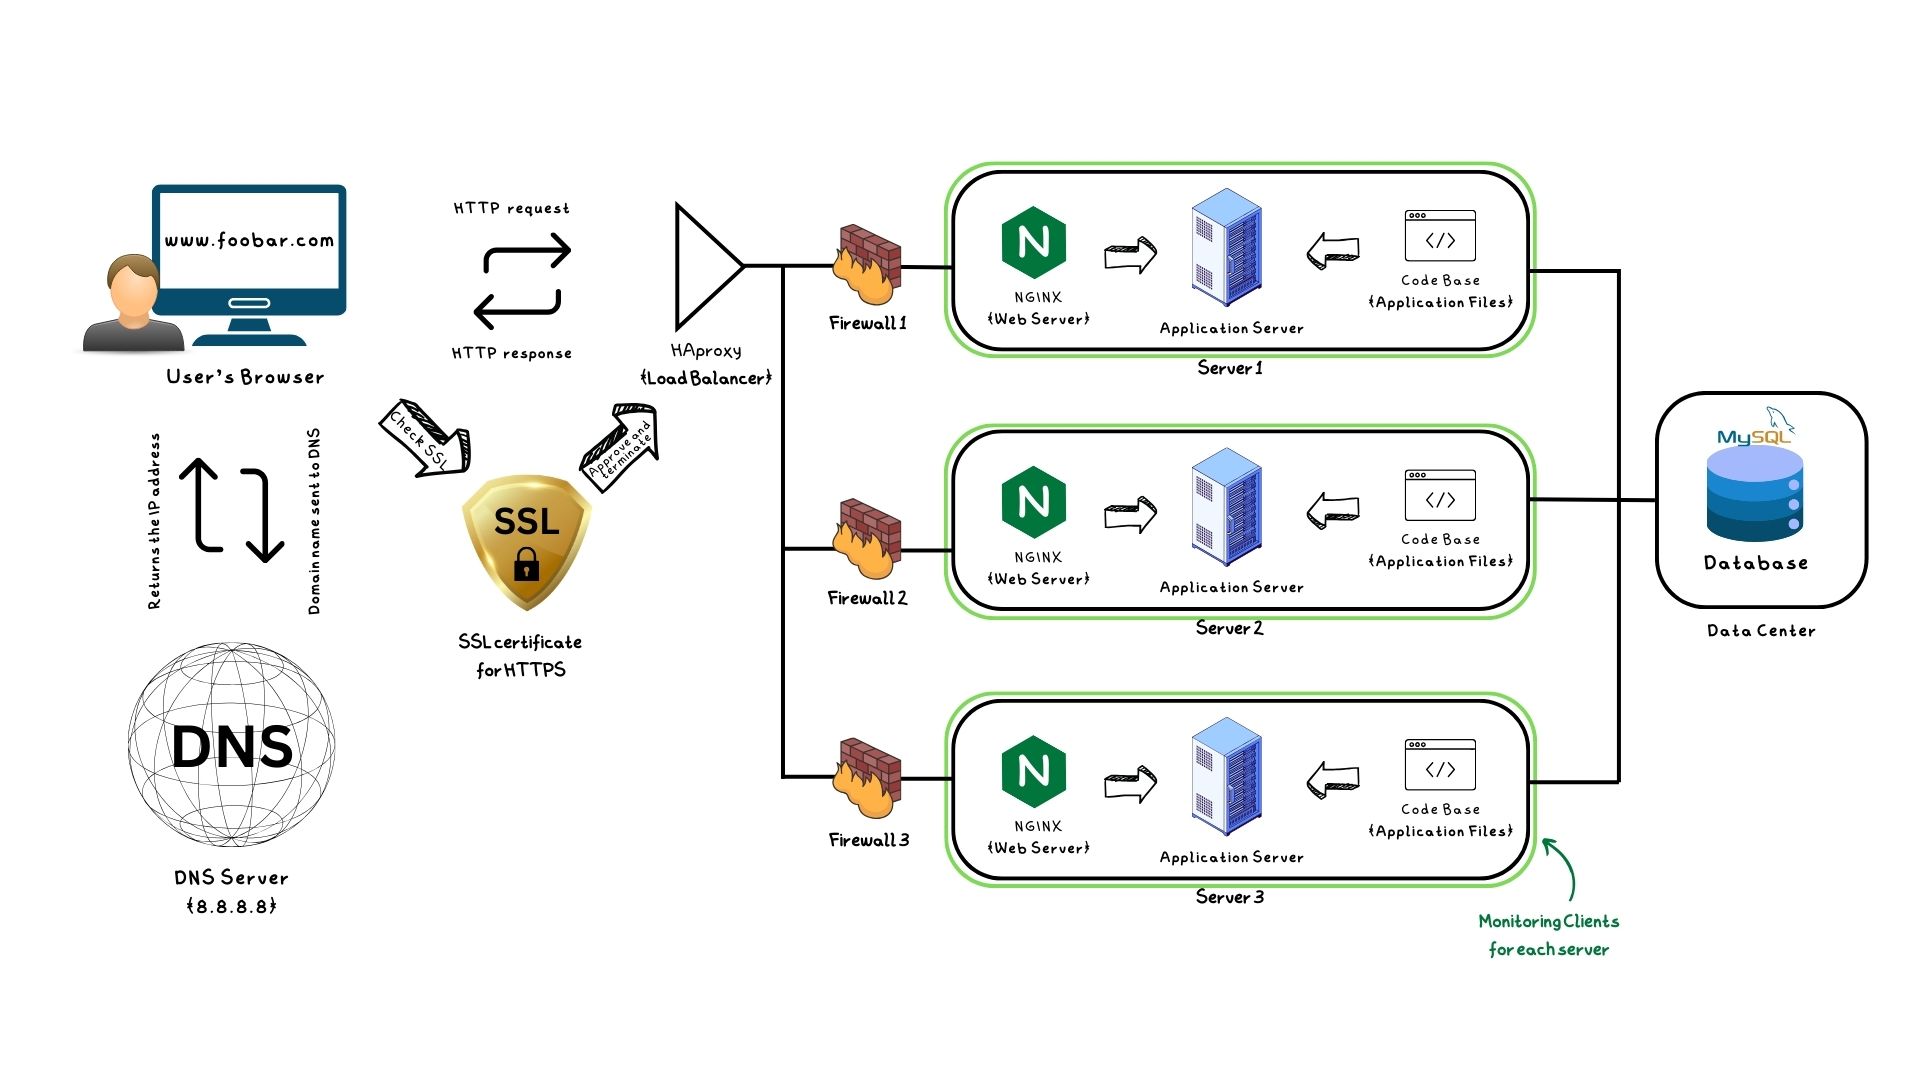 www.foobar.com
User's Browser
Returns the IP address
Domain name sent to DNS
DNS
DNS Server
{8.8.8.8}
HTTP request
HTTP response
Check SSL
SSL
SSL certificate
for HTTPS
Approve and
terminate
HAproxy
{Load Balancer}
Firewall 1
N
NGINX
{Web Server}
Application Server
</>
Code Base
{Application Files}
Server 1
Firewall 2
N
NGINX
{Web Server}
Application Server
</>
Code Base
{Application Files}
Server 2
Firewall 3
N
NGINX
{Web Server}
Application Server
</>
Code Base
{Application Files}
Server 3
Monitoring Clients
for each server
MySQL
Database
Data Center